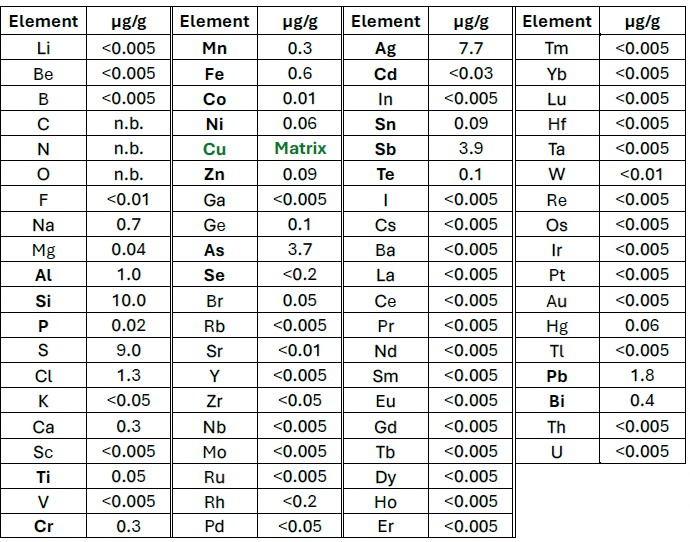 Element µg/g Element µg/g Element µg/g Element µg/g
Li <0.005 Mn 0.3 Ag 7.7 Tm <0.005
Be <0.005 Fe 0.6 Cd <0.03 Yb <0.005
B <0.005 Co 0.01 In <0.005 Lu <0.005
C n.b. Ni 0.06 Sn 0.09 Hf <0.005
N n.b. Cu Matrix Sb 3.9 Ta <0.005
O n.b. Zn 0.09 Te 0.1 W <0.01
F <0.01 Ga <0.005 I <0.005 Re <0.005
Na 0.7 Ge 0.1 Cs <0.005 Os <0.005
Mg 0.04 As 3.7 Ba <0.005 Ir <0.005
Al 1.0 Se <0.2 La <0.005 Pt <0.005
Si 10.0 Br 0.05 Ce <0.005 Au <0.005
P 0.02 Rb <0.005 Pr <0.005 Hg 0.06
S 9.0 Sr <0.01 Nd <0.005 Tl <0.005
Cl 1.3 Y <0.005 Sm <0.005 Pb 1.8
K <0.05 Zr <0.05 Eu <0.005 Bi 0.4
Ca 0.3 Nb <0.005 Gd <0.005 Th <0.005
Sc <0.005 Mo <0.005 Tb <0.005 U <0.005
Ti 0.05 Ru <0.005 Dy <0.005
V <0.005 Rh <0.2 Ho <0.005
Cr 0.3 Pd <0.05 Er <0.005